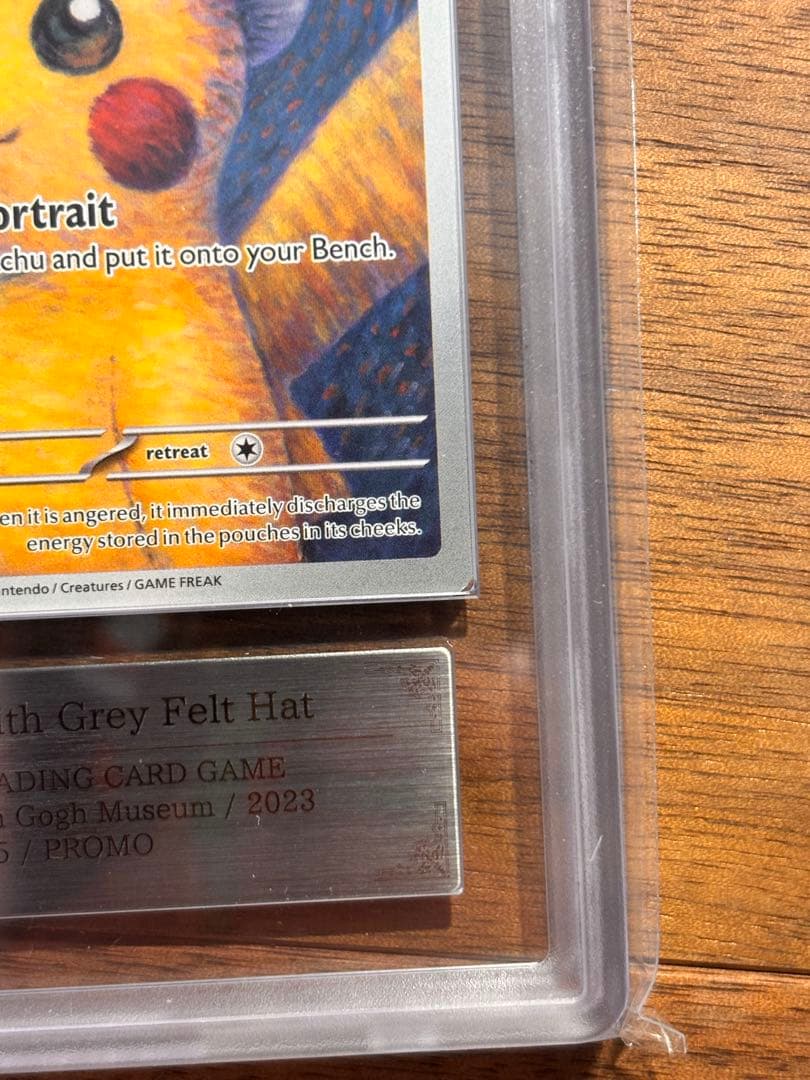 ortrait
chu and put it onto your Bench.
retreat
en it is angered, it immediately discharges the
energy stored in the pouches in its cheeks.
ntendo / Creatures / GAME FREAK
ith Grey Felt Hat
ADING CARD GAME
n Gogh Museum / 2023
5 / PROMO